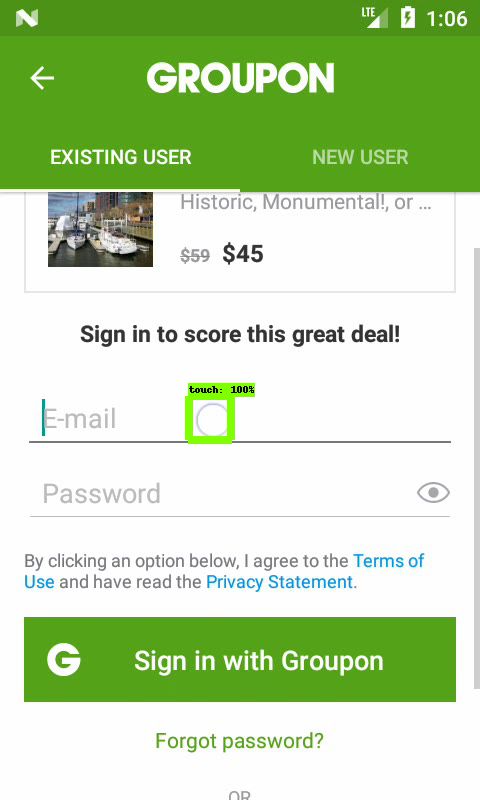 LTE 1:06
GROUPON
EXISTING USER NEW USER
Historic, Monumental!, or ...
$59 $45
Sign in to score this great deal!
touch: 100%
E-mail
Password
By clicking an option below, I agree to the Terms of
Use and have read the Privacy Statement.
G Sign in with Groupon
Forgot password?
OR